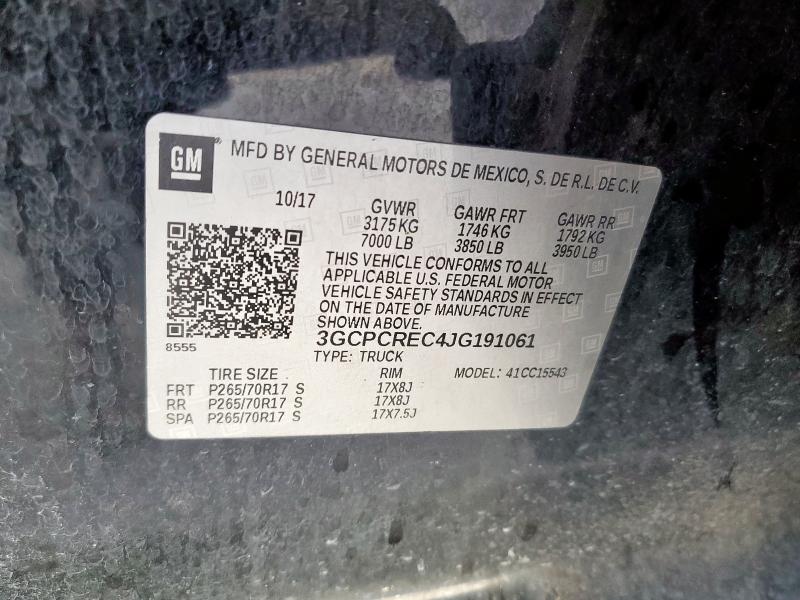 GM
MFD BY GENERAL MOTORS DE MEXICO, S. DE R.L. DE C.V.
10/17
GVWR GAWR FRT GAWR RR
3175 KG 1746 KG 1792 KG
7000 LB 3850 LB 3950 LB
THIS VEHICLE CONFORMS TO ALL
APPLICABLE U.S. FEDERAL MOTOR
VEHICLE SAFETY STANDARDS IN EFFECT
ON THE DATE OF MANUFACTURE
SHOWN ABOVE.
8555
3GCPCREC4JG191061
TYPE: TRUCK
TIRE SIZE RIM MODEL: 41CC15543
FRT P265/70R17 S 17X8J
RR P265/70R17 S 17X8J
SPA P265/70R17 S 17X7.5J